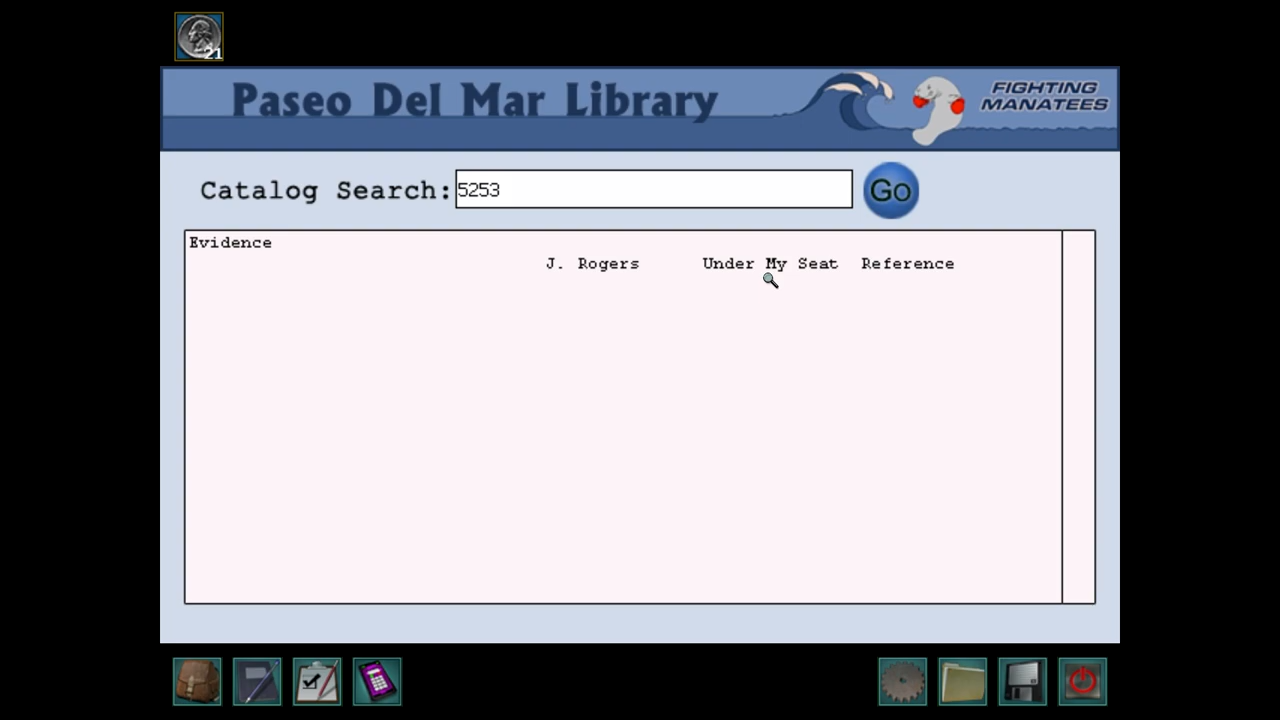 21
Paseo Del Mar Library
FIGHTING
MANATEES
Catalog Search: 5253
Go
Evidence
J. Rogers Under My Seat Reference